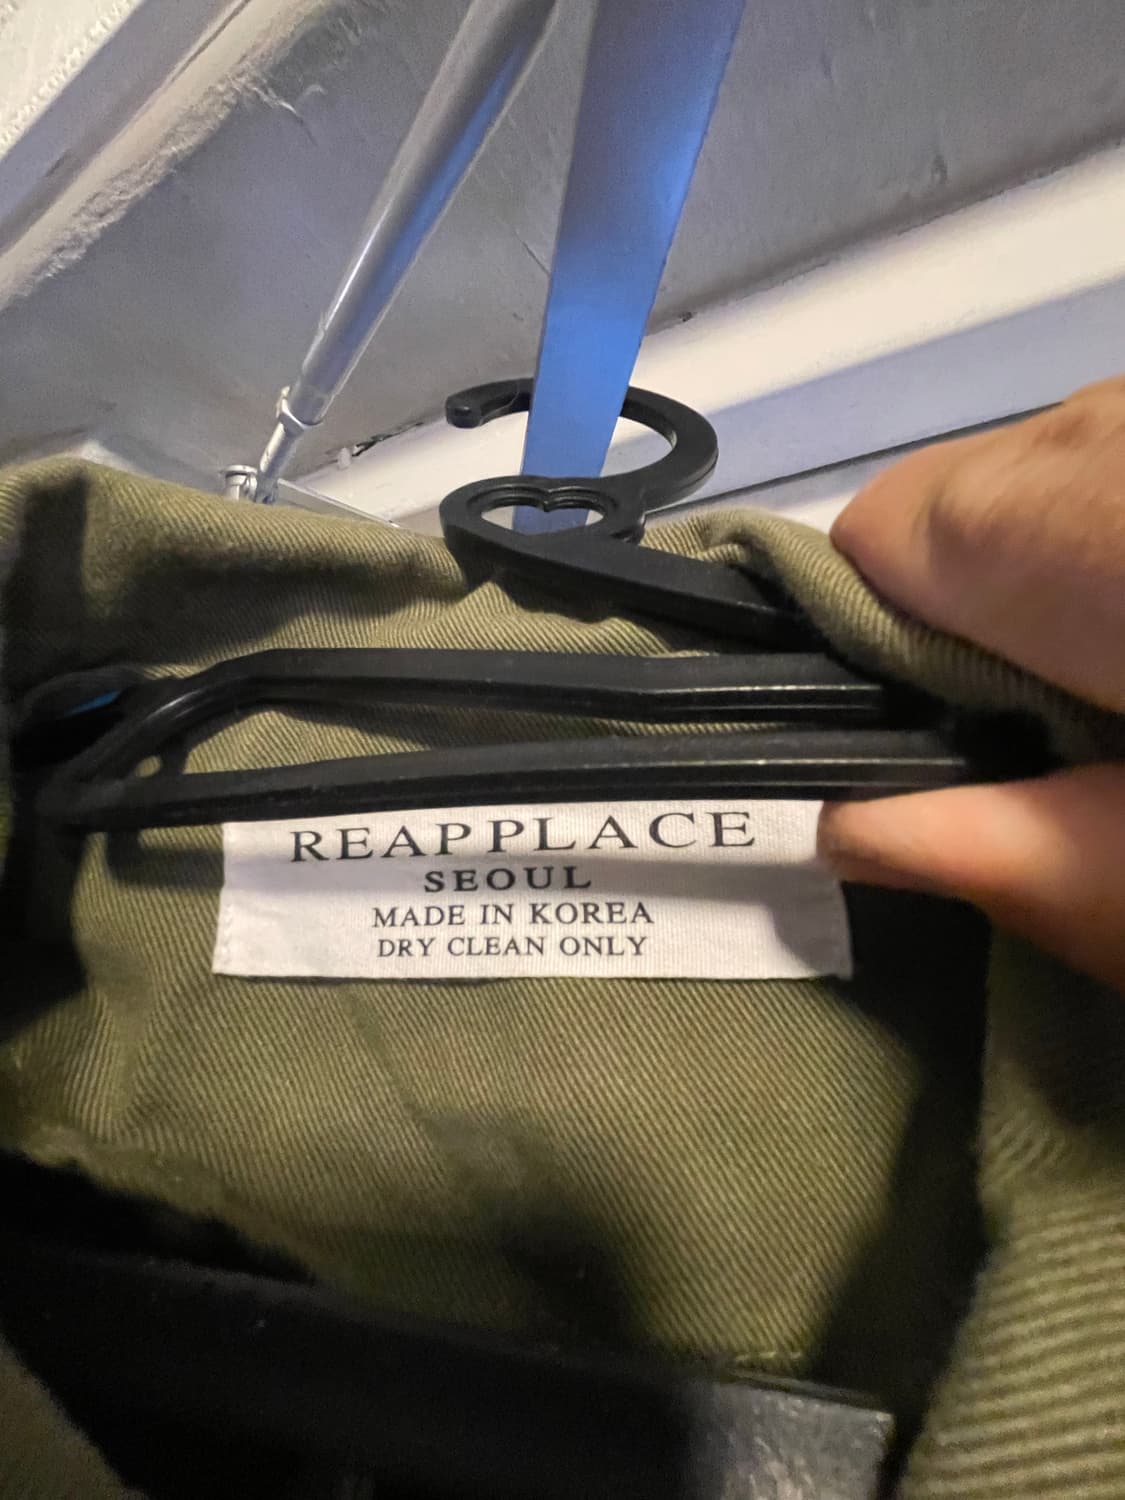 REAPPLACE
SEOUL
MADE IN KOREA
DRY CLEAN ONLY